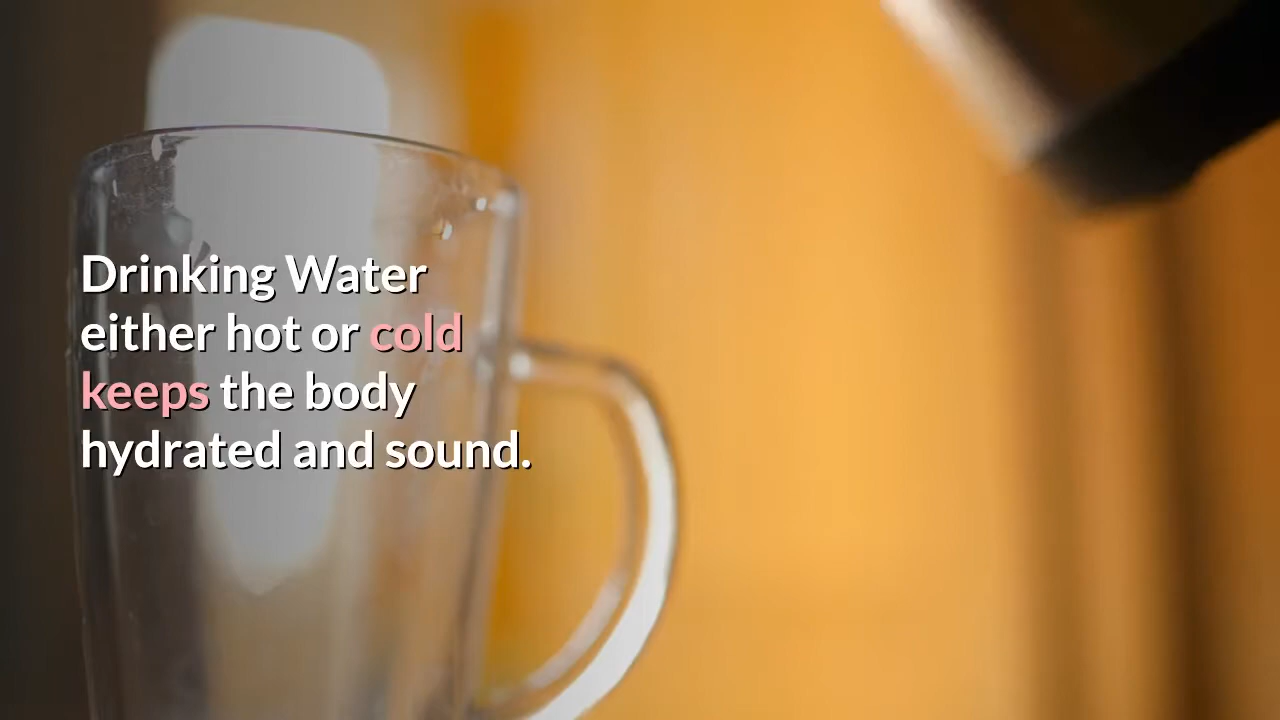 Drinking Water
either hot or cold
keeps the body
hydrated and sound.